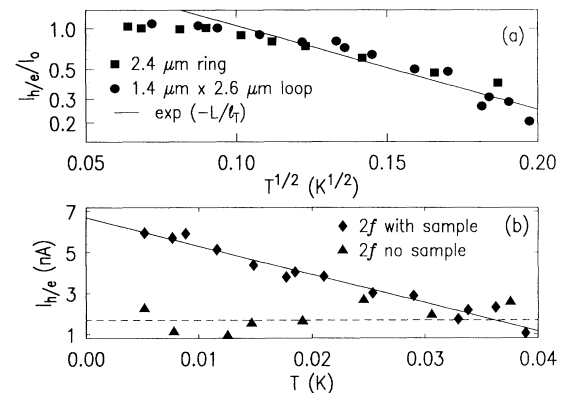 1.0
0.5
0.3
0.2
I_h/e/I_0
(a)
■ 2.4 μm ring
● 1.4 μm x 2.6 μm loop
— exp (−L/ℓ_T)
0.05 0.10 0.15 0.20
T^1/2 (K^1/2)
7
5
3
1
I_h/e (nA)
(b)
♦ 2f with sample
▲ 2f no sample
0.00 0.01 0.02 0.03 0.04
T (K)